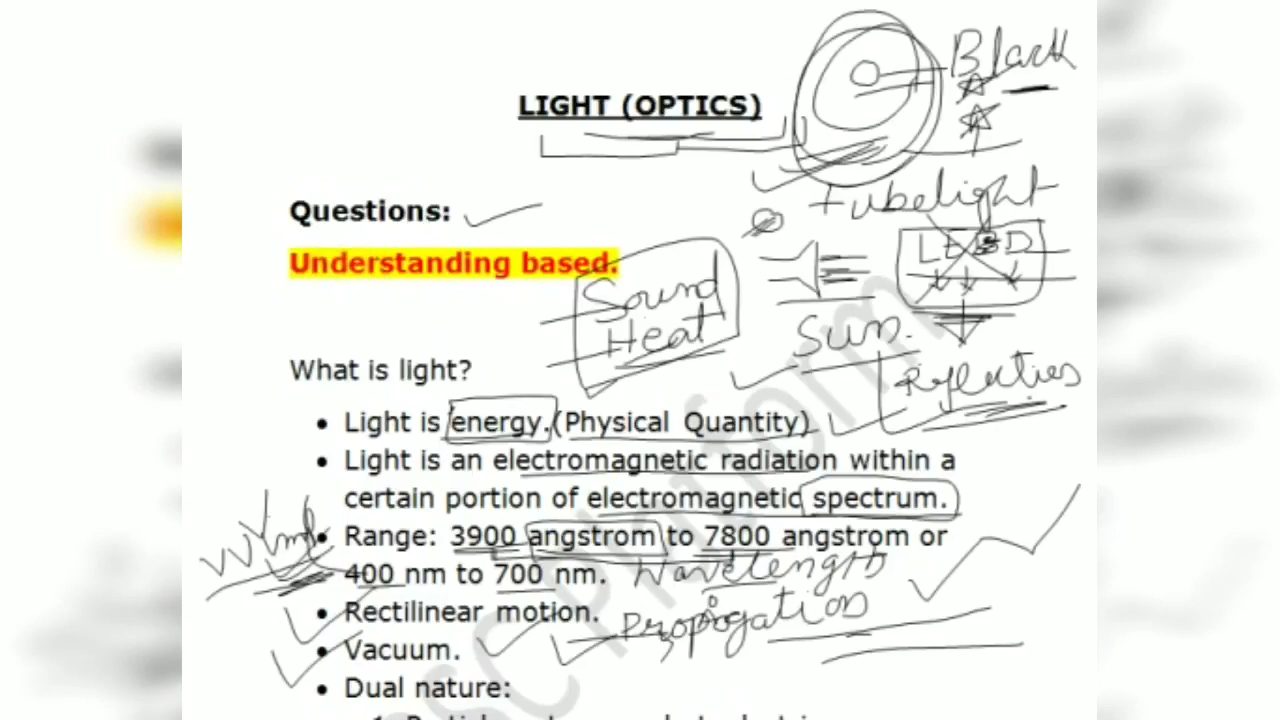 LIGHT (OPTICS)
Black
Questions:
Tubelight
Understanding based.
LED
Sound
Heat
Sun.
What is light?
Light is energy.(Physical Quantity)
Light is an electromagnetic radiation within a
certain portion of electromagnetic spectrum.
Range: 3900 angstrom to 7800 angstrom or
400 nm to 700 nm. Wavelength
Rectilinear motion. Propogation
Vacuum.
Dual nature: